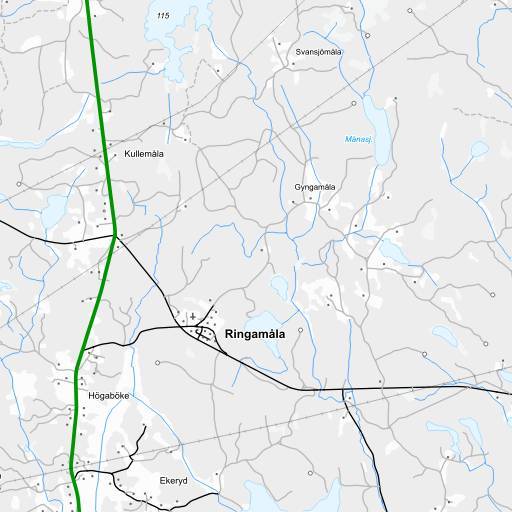 115
Svansjömåla
Månasj.
Kullemåla
Gyngamåla
Ringamåla
Högaböke
Ekeryd